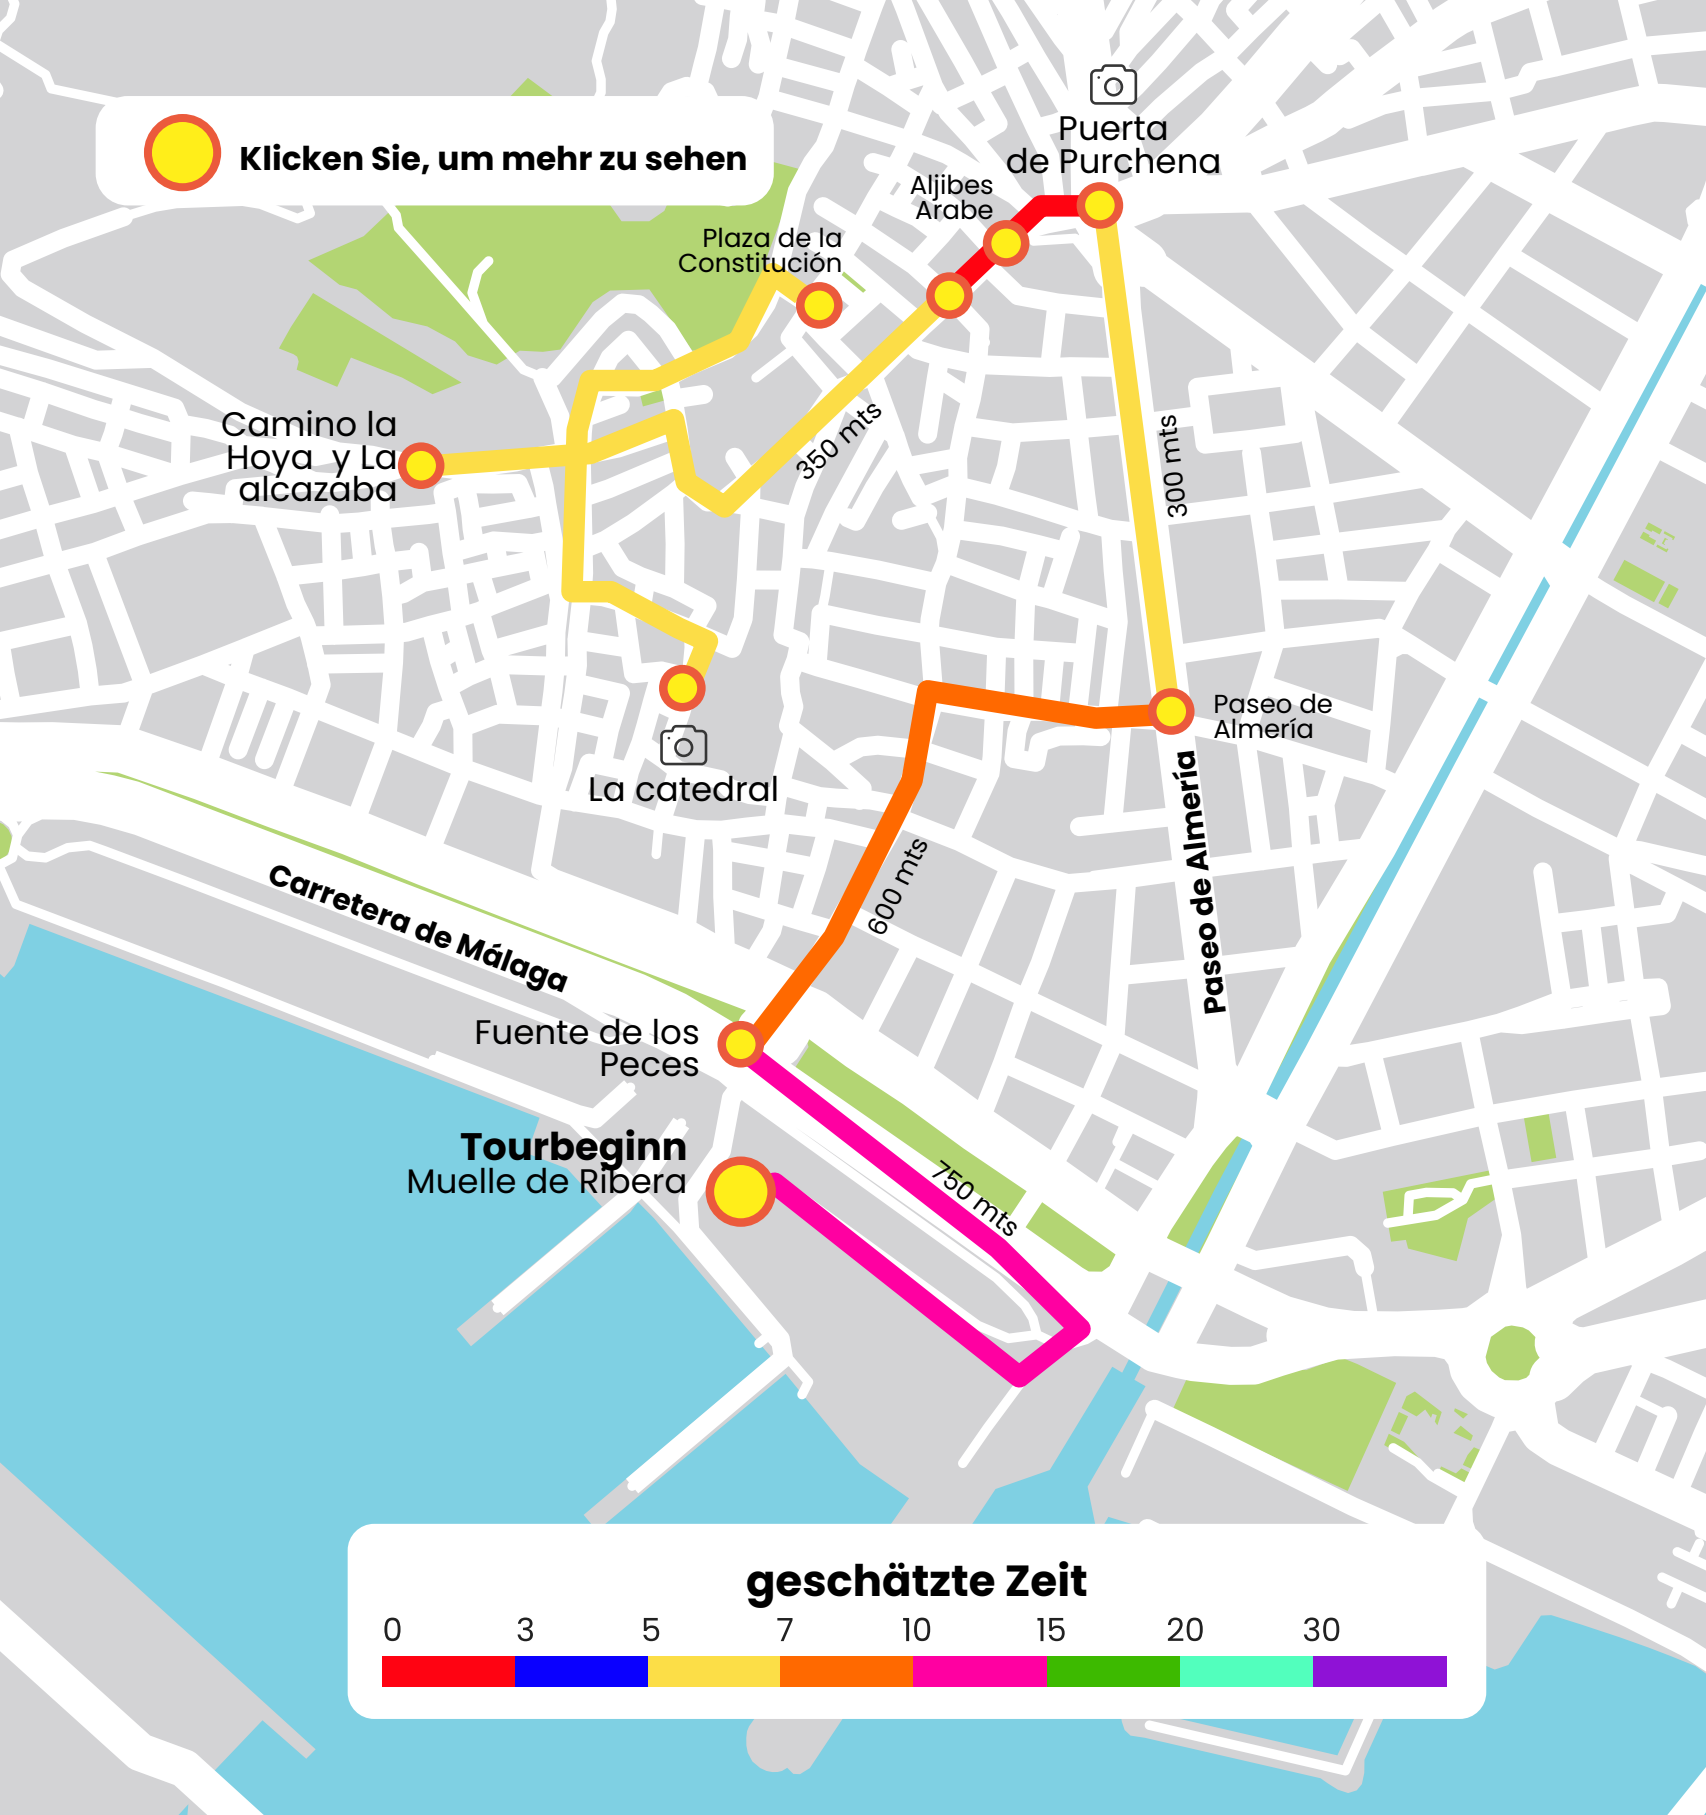 Puerta
de Purchena
Klicken Sie, um mehr zu sehen
Aljibes
Arabe
Plaza de la
Constitución
Camino la
Hoya y La
alcazaba
350 mts
300 mts
Paseo de
Almería
La catedral
Paseo de Almería
600 mts
Carretera de Málaga
Fuente de los
Peces
Tourbeginn
Muelle de Ribera
750 mts
geschätzte Zeit
0 3 5 7 10 15 20 30